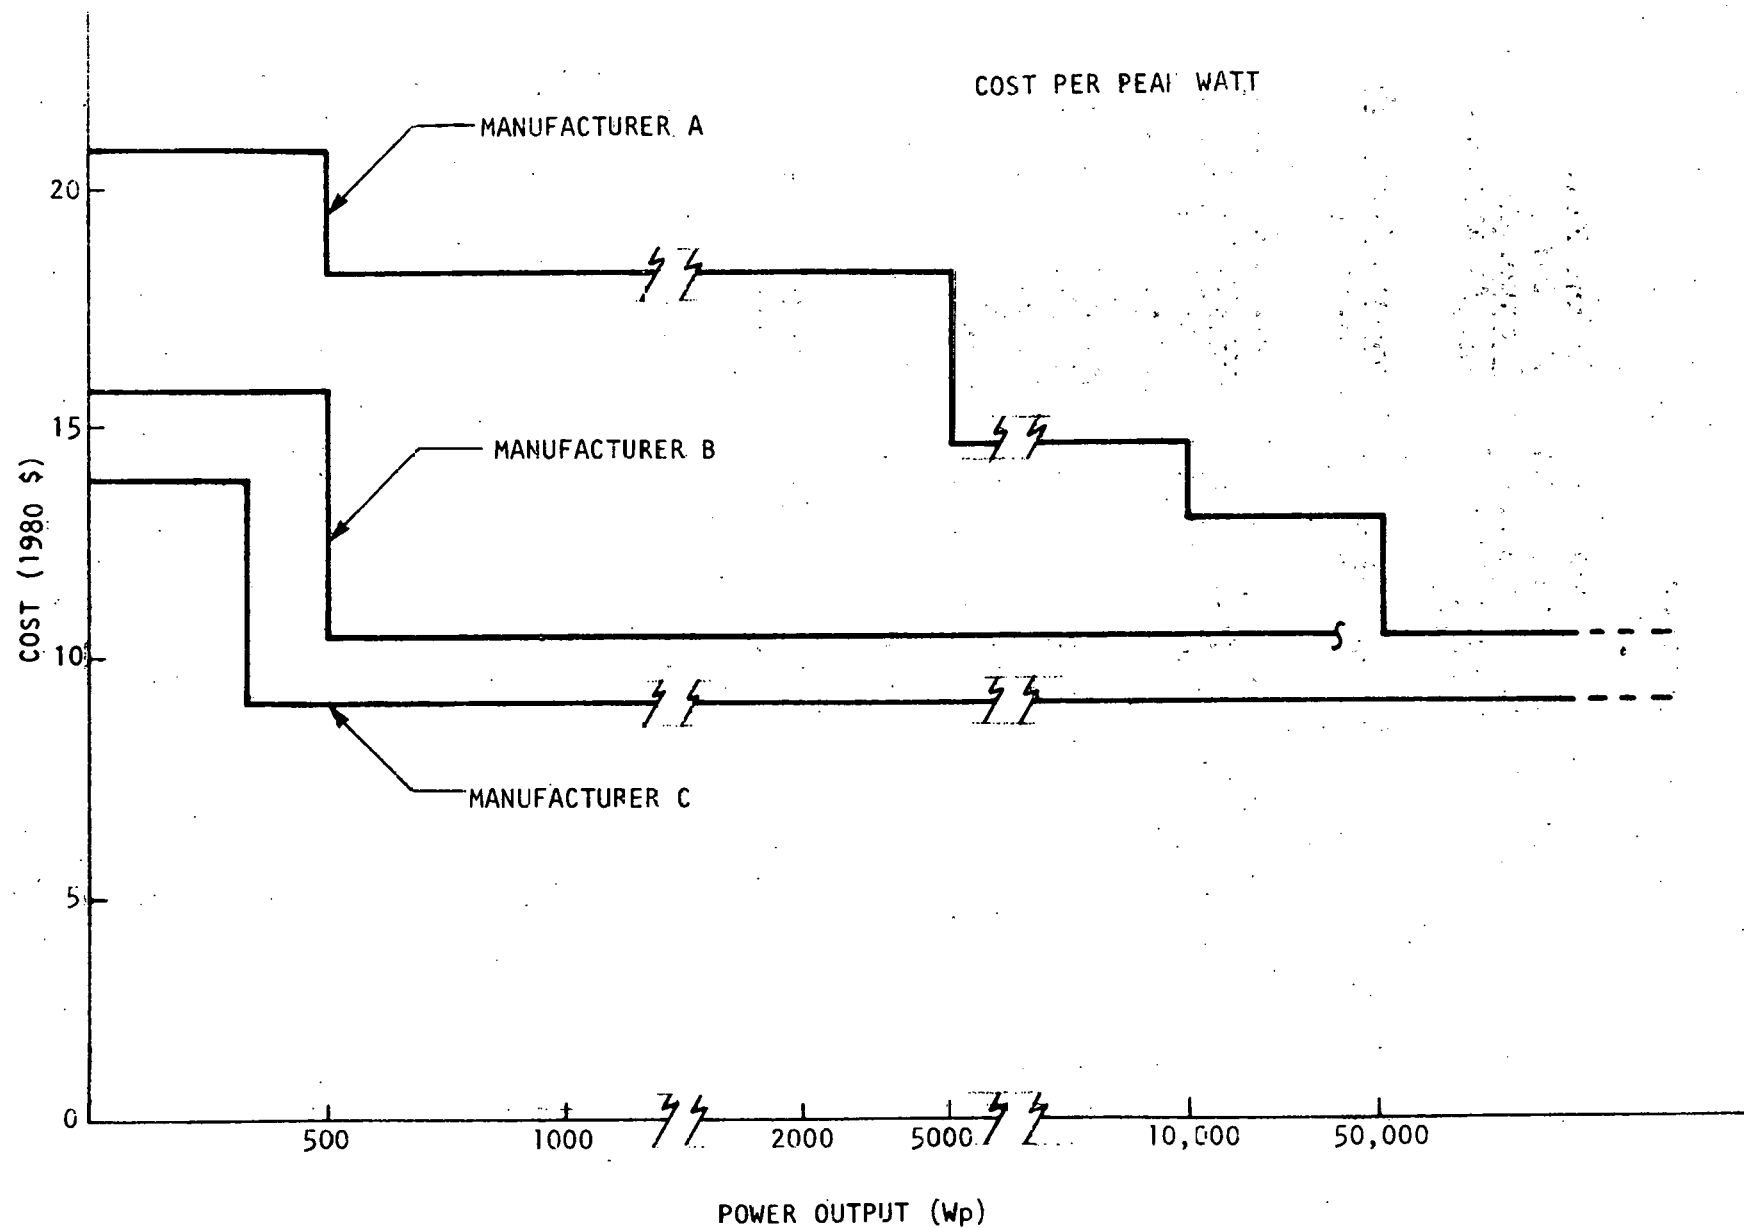 COST PER PEAK WATT
MANUFACTURER A
20
15
MANUFACTURER B
COST (1980 $)
10
MANUFACTURER C
5
0
500 1000 2000 5000 10,000 50,000
POWER OUTPUT (Wp)